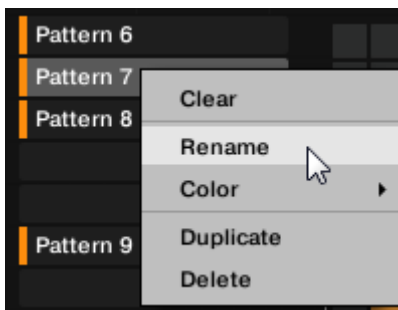 Pattern 6
Pattern 7
Pattern 8
Pattern 9
Clear
Rename
Color
Duplicate
Delete